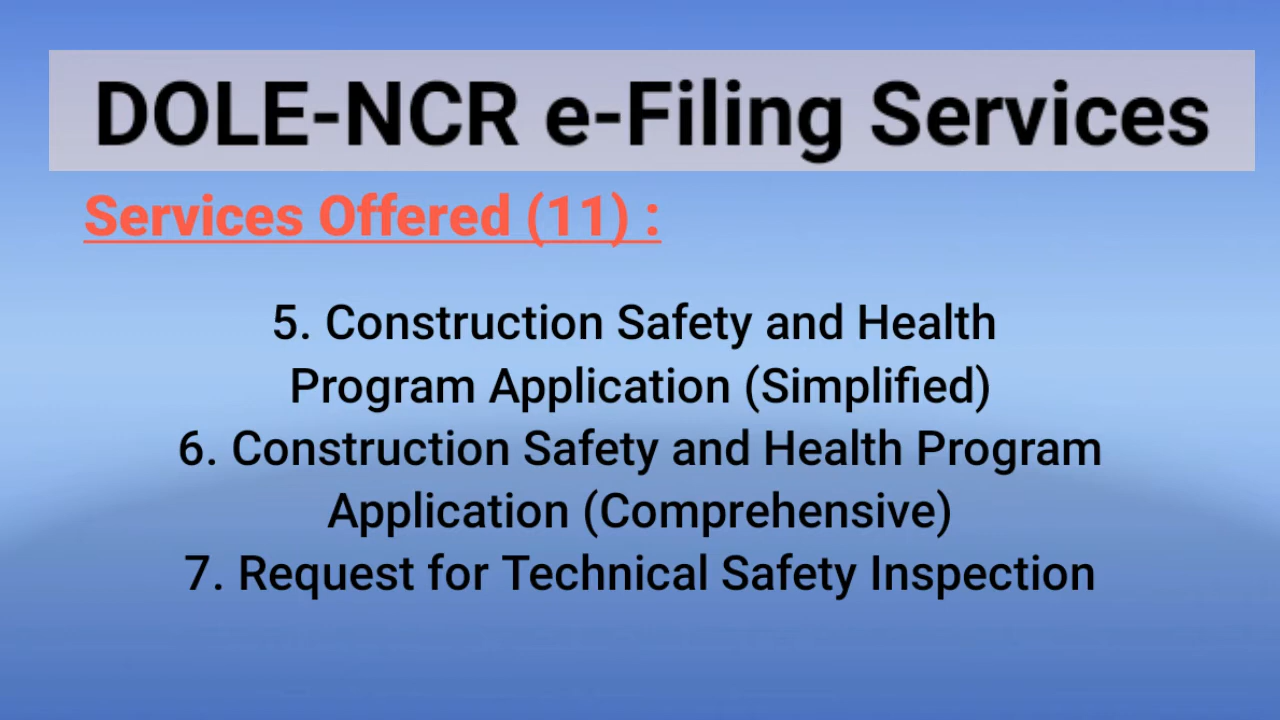 DOLE-NCR e-Filing Services
Services Offered (11) :
5. Construction Safety and Health
Program Application (Simplified)
6. Construction Safety and Health Program
Application (Comprehensive)
7. Request for Technical Safety Inspection